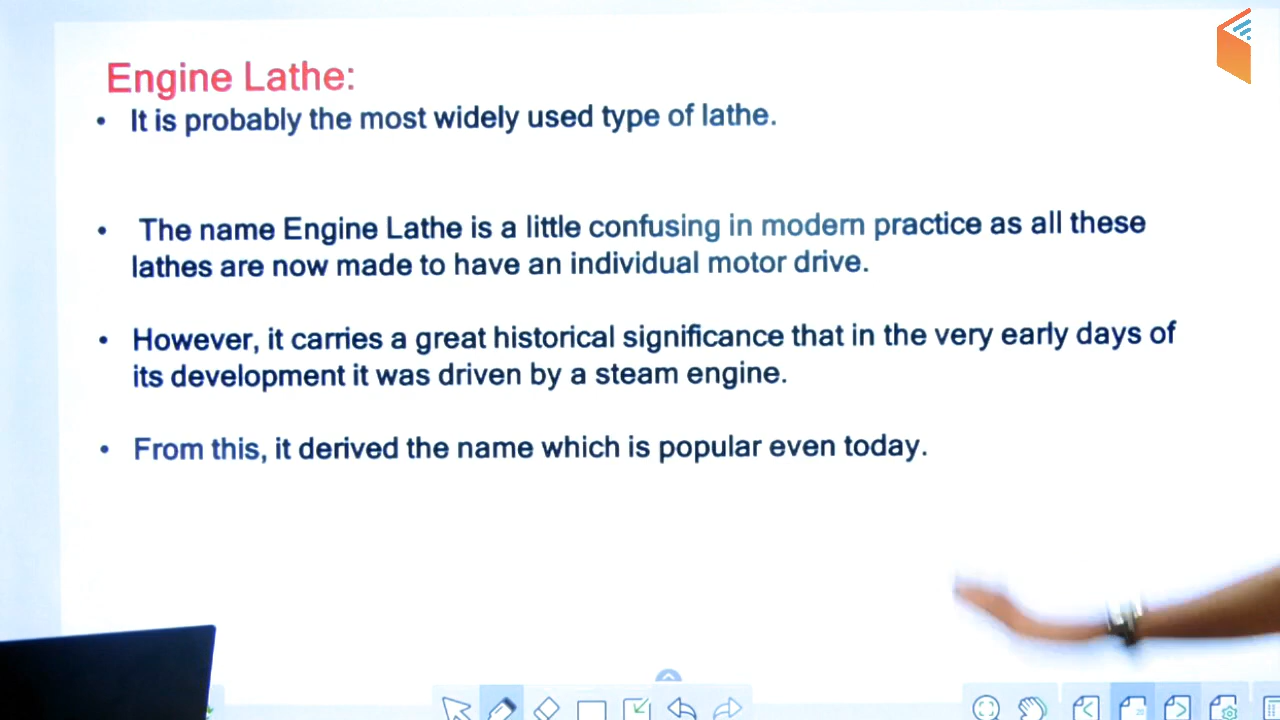 Engine Lathe:
• It is probably the most widely used type of lathe.
• The name Engine Lathe is a little confusing in modern practice as all these
lathes are now made to have an individual motor drive.
• However, it carries a great historical significance that in the very early days of
its development it was driven by a steam engine.
• From this, it derived the name which is popular even today.